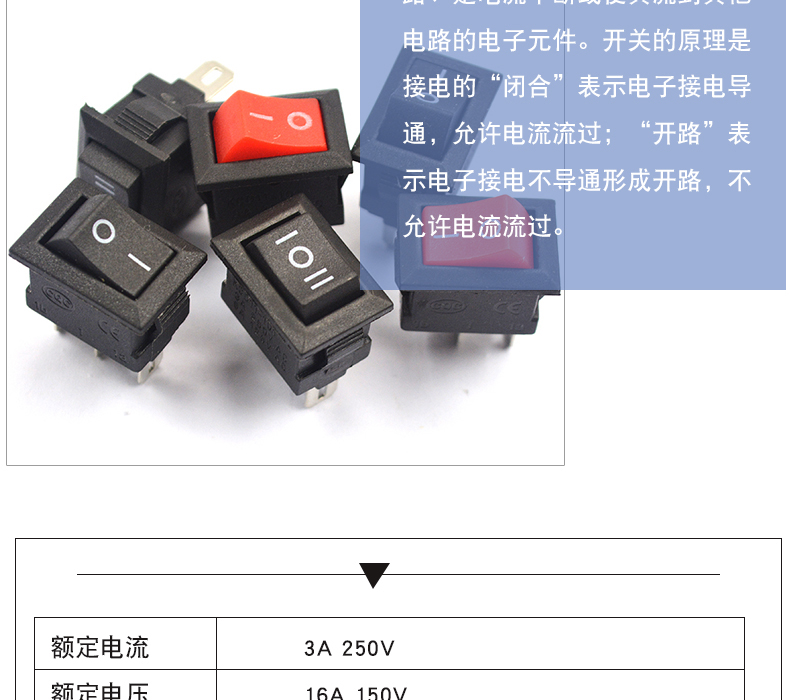 电路的电子元件。开关的原理是
接电的“闭合”表示电子接电导
通，允许电流流过；“开路”表
示电子接电不导通形成开路，不
允许电流流过。
额定电流 3A 250V
额定电压 16A 150V